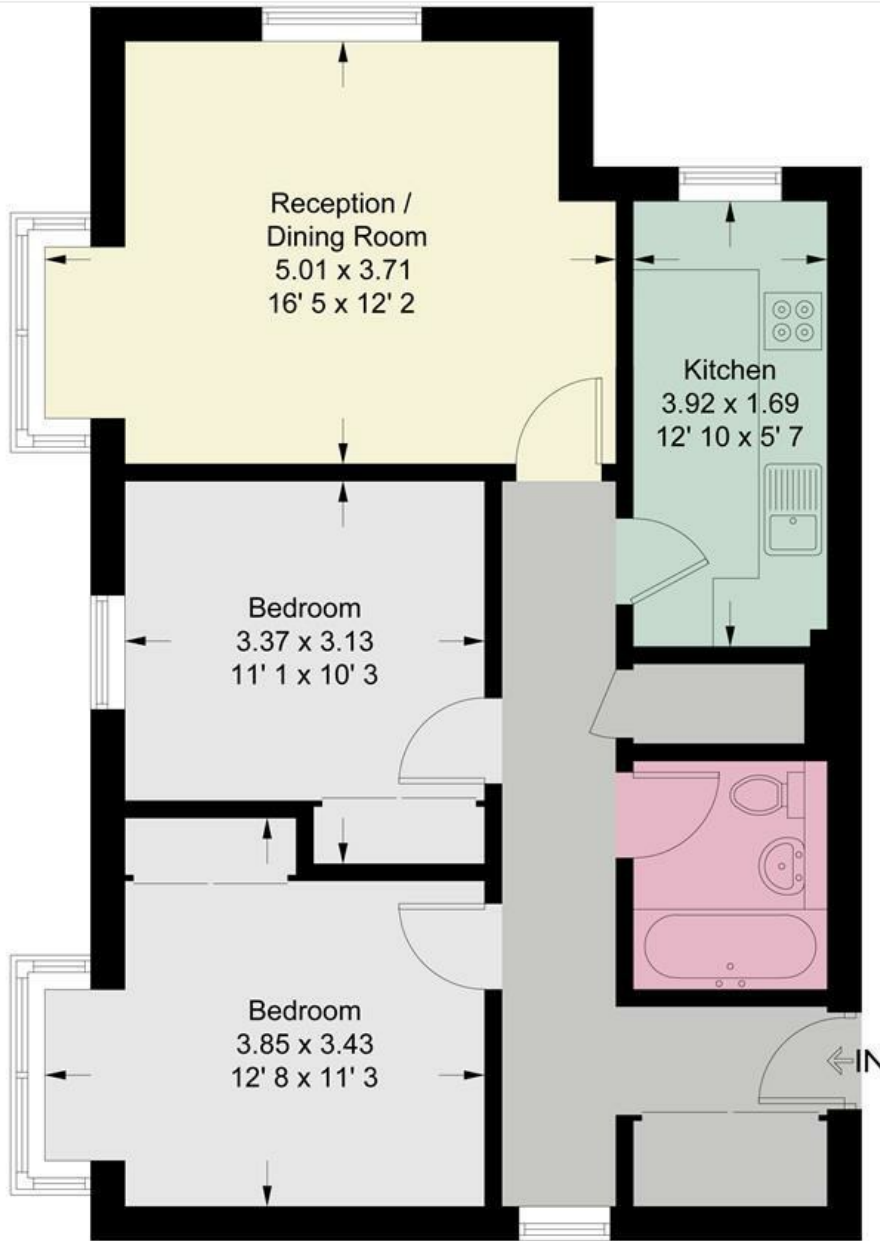 Reception /
Dining Room
5.01 x 3.71
16' 5 x 12' 2
Kitchen
3.92 x 1.69
12' 10 x 5' 7
Bedroom
3.37 x 3.13
11' 1 x 10' 3
Bedroom
3.85 x 3.43
12' 8 x 11' 3
IN